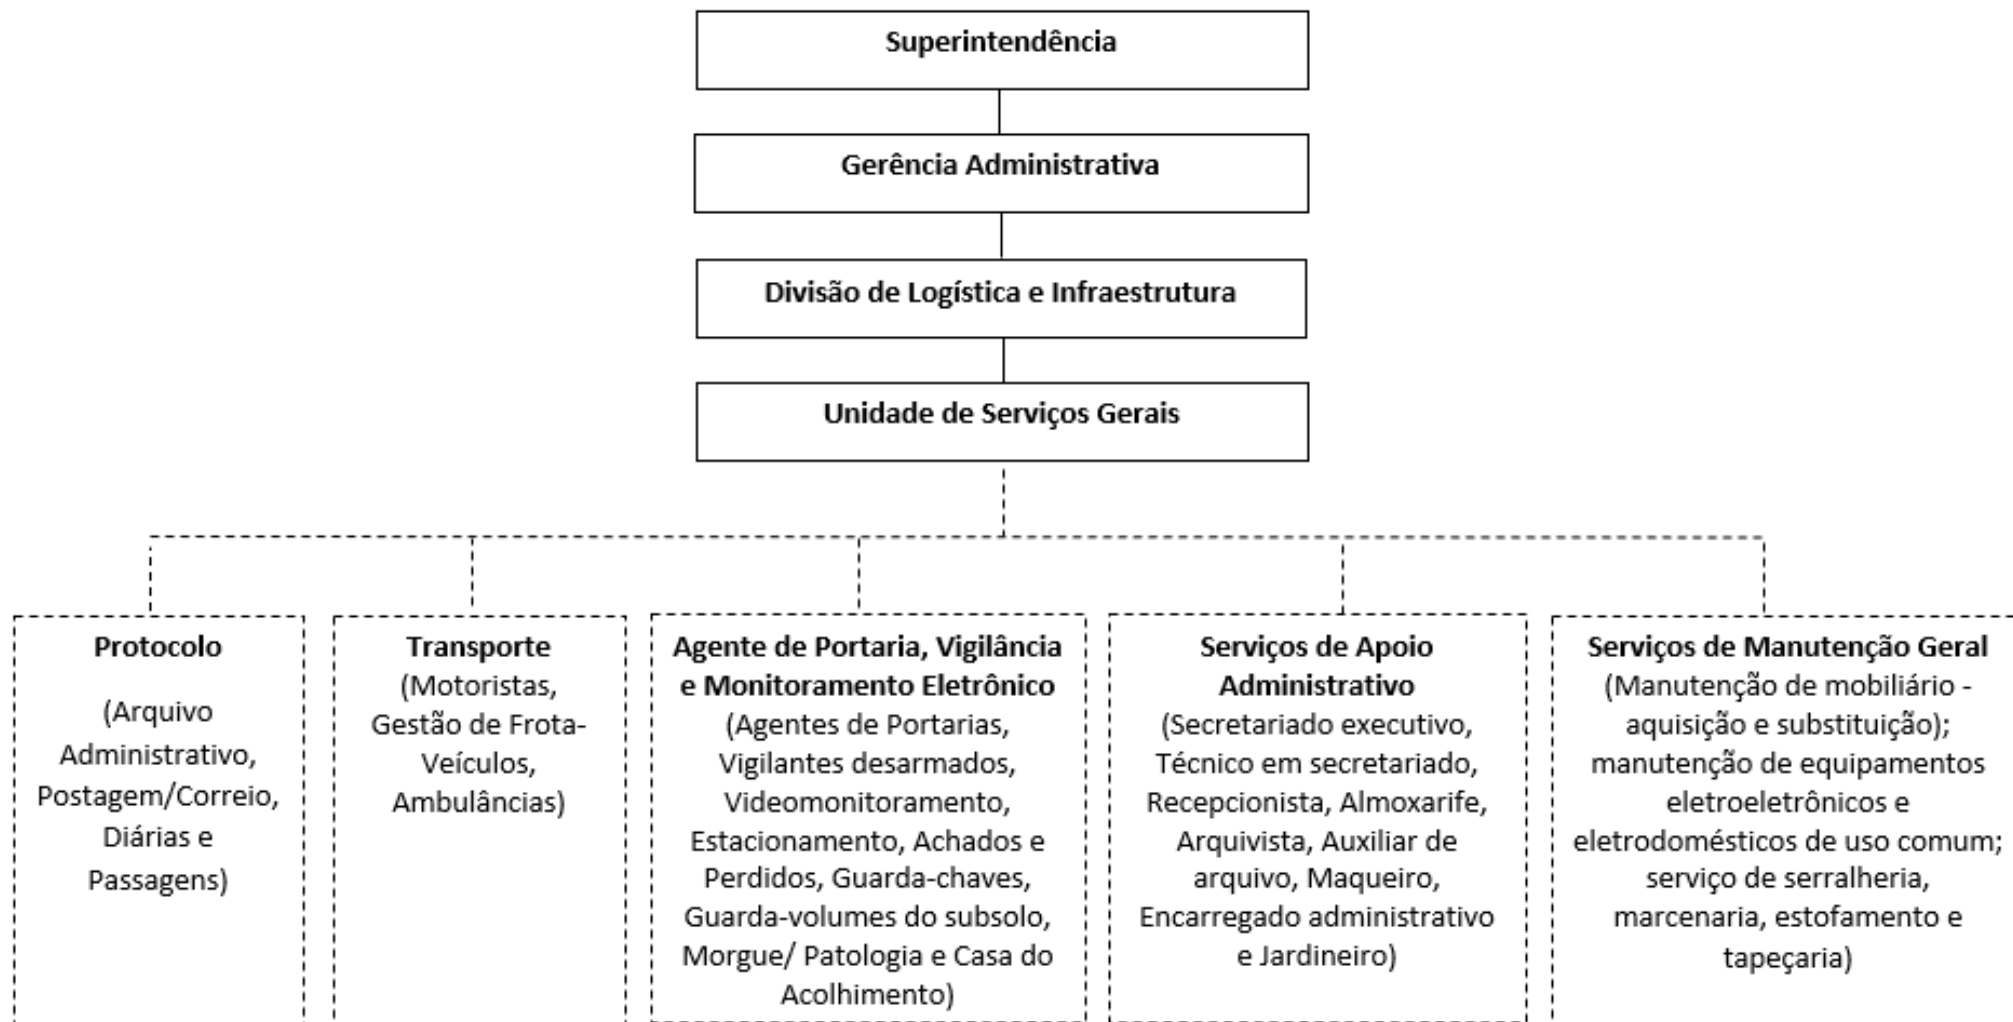 Superintendência
Gerência Administrativa
Divisão de Logística e Infraestrutura
Unidade de Serviços Gerais
Protocolo
(Arquivo
Administrativo,
Postagem/Correio,
Diárias e
Passagens)
Transporte
(Motoristas,
Gestão de Frota-
Veículos,
Ambulâncias)
Agente de Portaria, Vigilância
e Monitoramento Eletrônico
(Agentes de Portarias,
Vigilantes desarmados,
Videomonitoramento,
Estacionamento, Achados e
Perdidos, Guarda-chaves,
Guarda-volumes do subsolo,
Morgue/ Patologia e Casa do
Acolhimento)
Serviços de Apoio
Administrativo
(Secretariado executivo,
Técnico em secretariado,
Recepcionista, Almoxarife,
Arquivista, Auxiliar de
arquivo, Maqueiro,
Encarregado administrativo
e Jardineiro)
Serviços de Manutenção Geral
(Manutenção de mobiliário -
aquisição e substituição);
manutenção de equipamentos
eletroeletrônicos e
eletrodomésticos de uso comum;
serviço de serralheria,
marcenaria, estofamento e
tapeçaria)